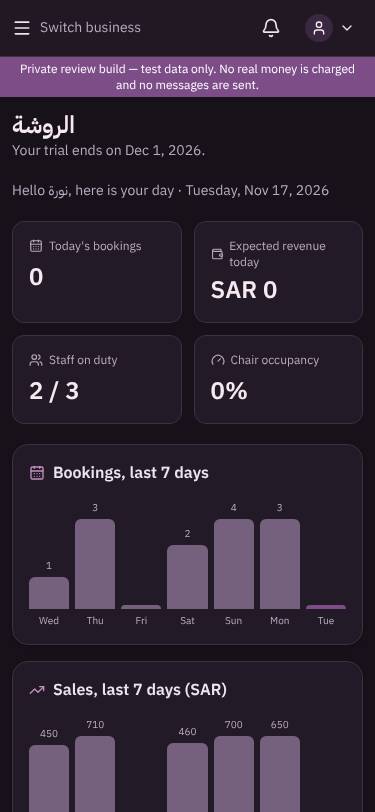 Switch business
Private review build — test data only. No real money is charged
and no messages are sent.
الروشة
Your trial ends on Dec 1, 2026.
Hello نورة, here is your day · Tuesday, Nov 17, 2026
Today's bookings
0
Expected revenue
today
SAR 0
Staff on duty
2 / 3
Chair occupancy
0%
Bookings, last 7 days
1
3
2
4
3
Wed
Thu
Fri
Sat
Sun
Mon
Tue
Sales, last 7 days (SAR)
450
710
460
700
650